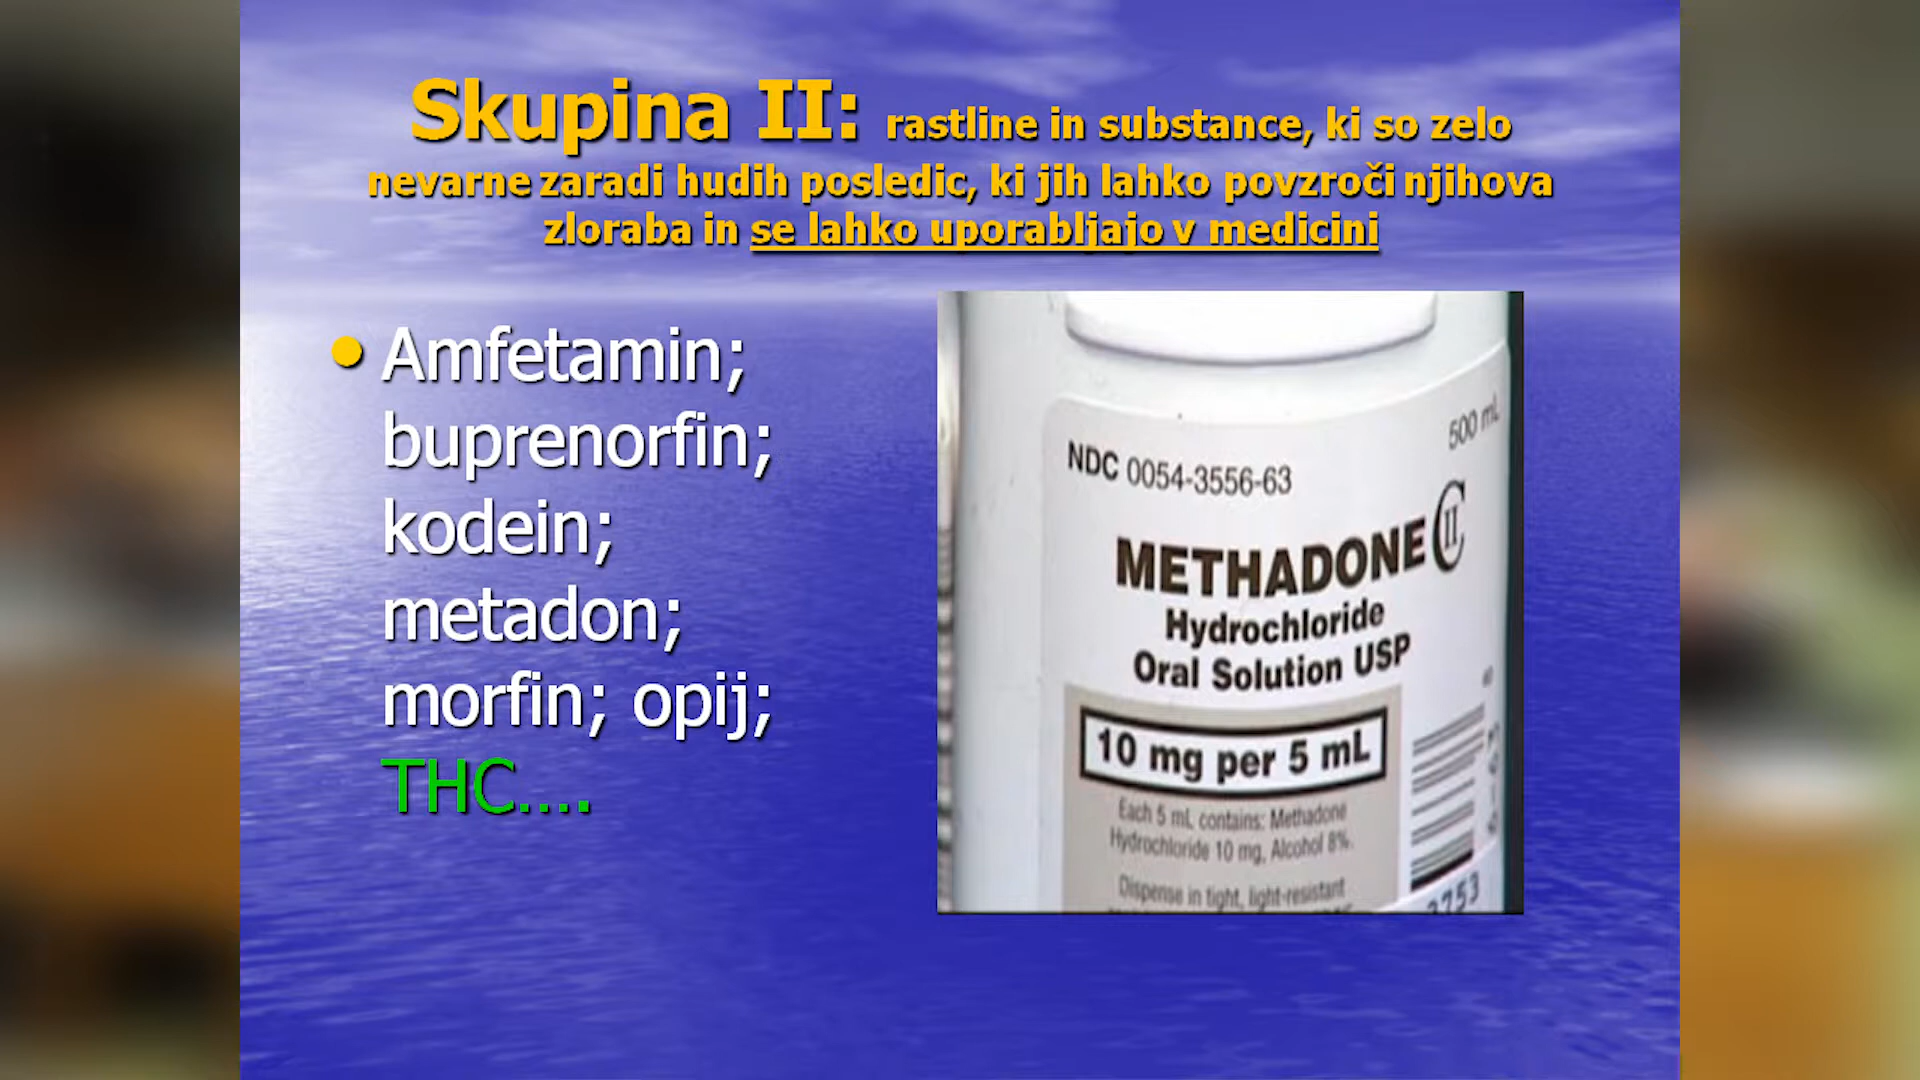 Skupina II: rastline in substance, ki so zelo
nevarne zaradi hudih posledic, ki jih lahko povzroči njihova
zloraba in se lahko uporabljajo v medicini
Amfetamin;
buprenorfin;
kodein;
metadon;
morfin; opij;
THC....
500 mL
NDC 0054-3556-63
METHADONE CII
Hydrochloride
Oral Solution USP
10 mg per 5 mL
Each 5 mL contains: Methadone
Hydrochloride 10 mg, Alcohol 8%.
Dispense in tight, light-resistant